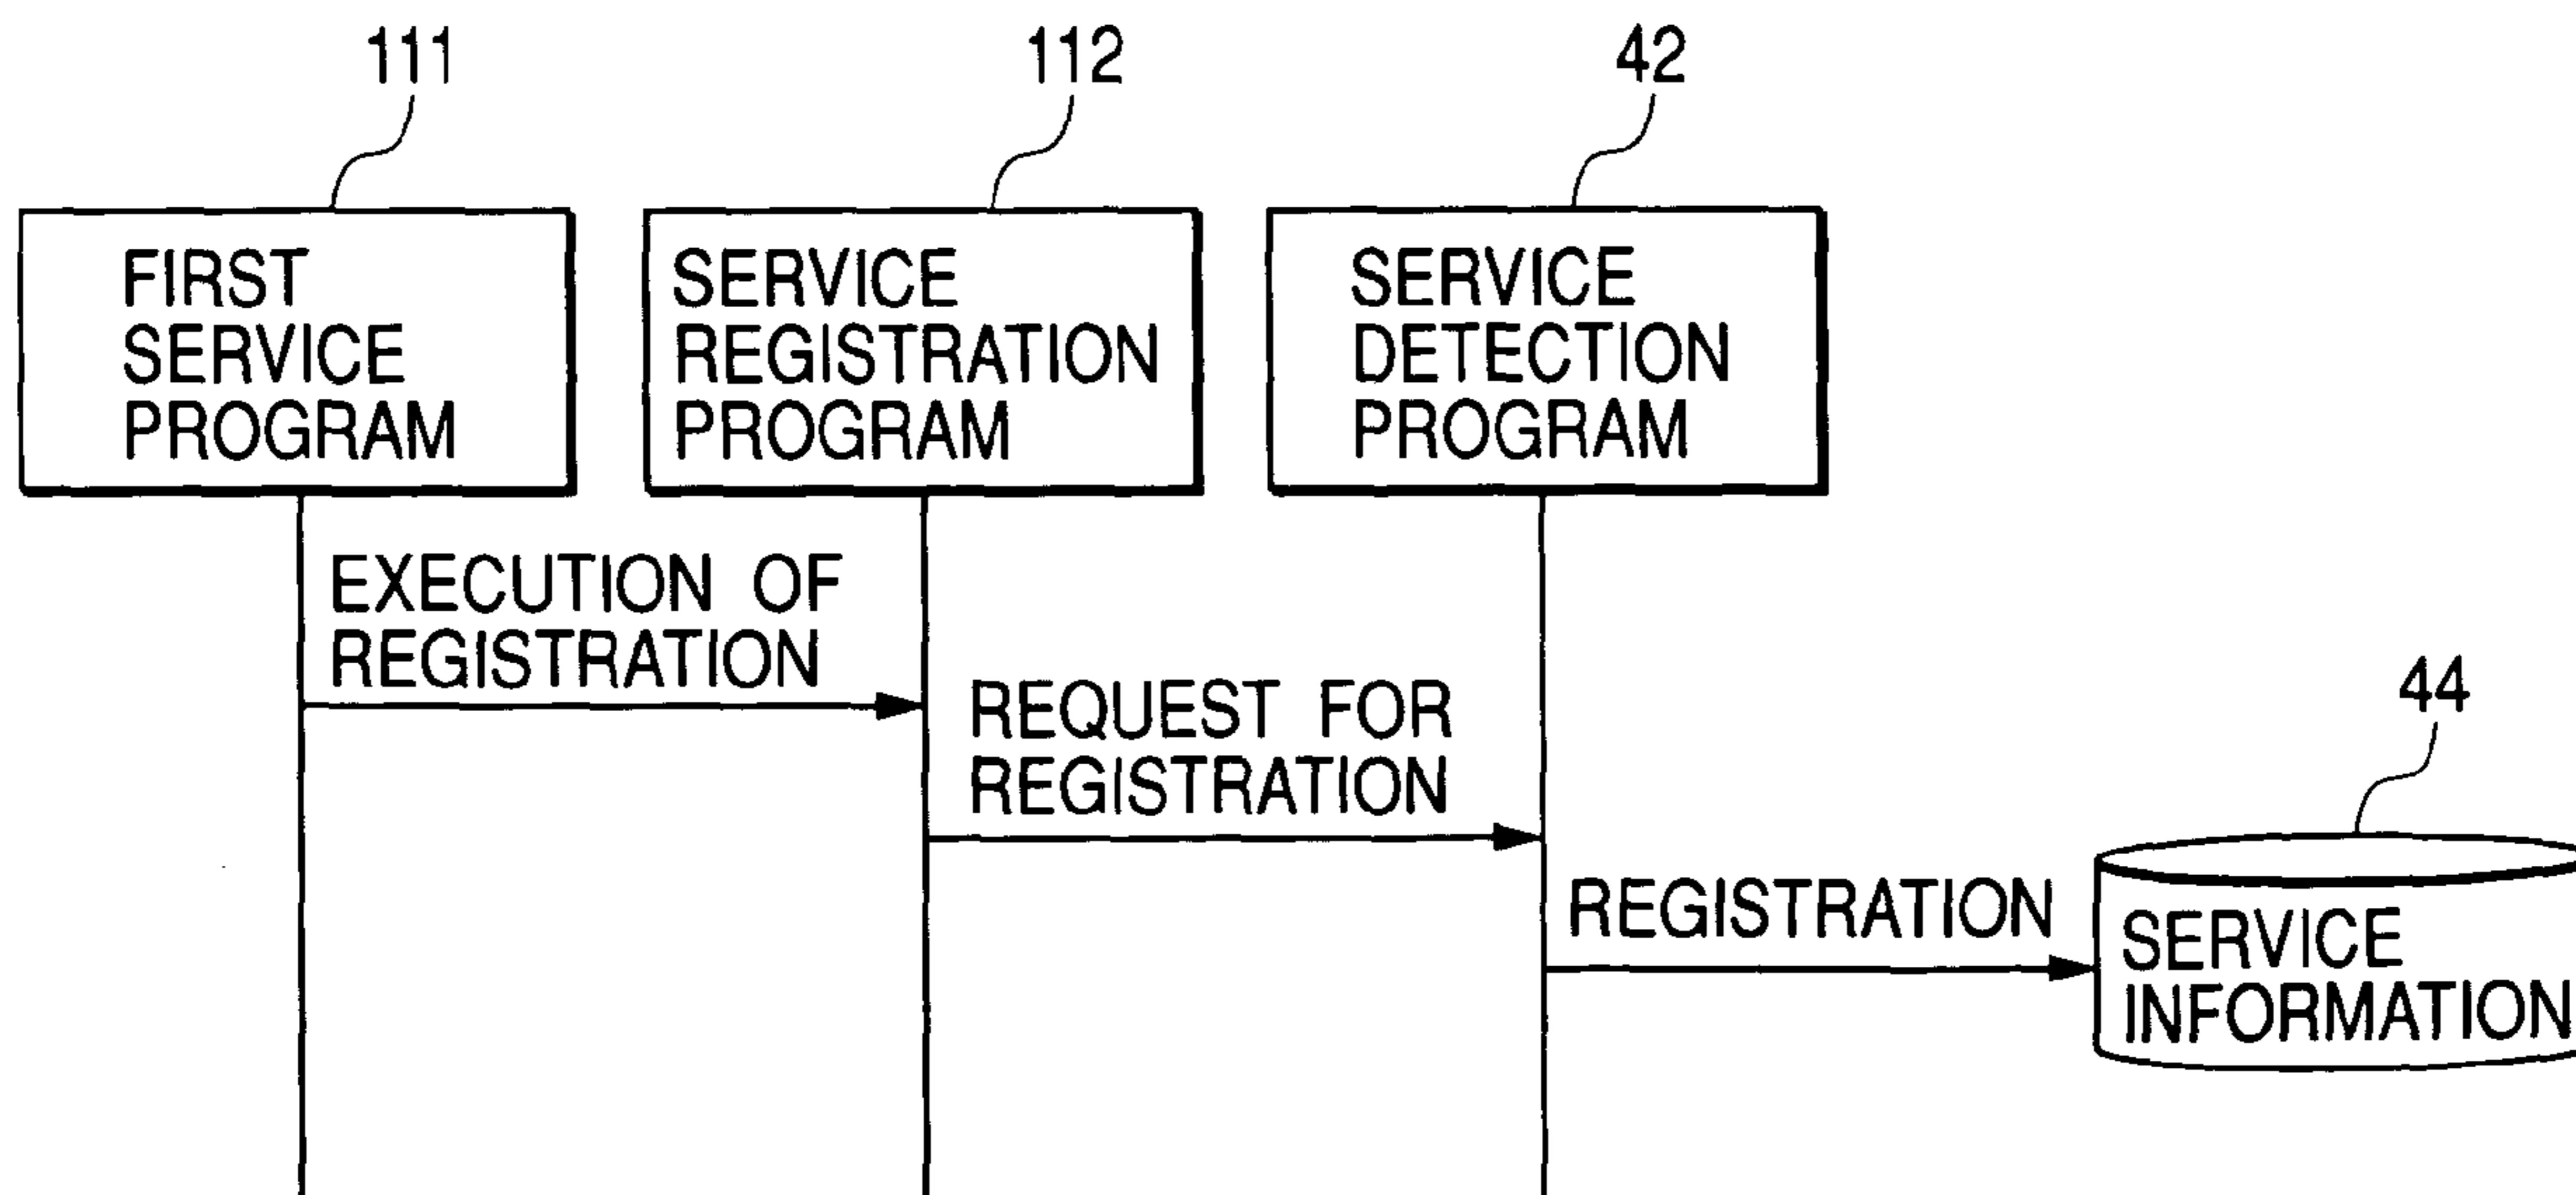 111
112
42
FIRST
SERVICE
PROGRAM
SERVICE
REGISTRATION
PROGRAM
SERVICE
DETECTION
PROGRAM
EXECUTION OF
REGISTRATION
REQUEST FOR
REGISTRATION
44
REGISTRATION
SERVICE
INFORMATION